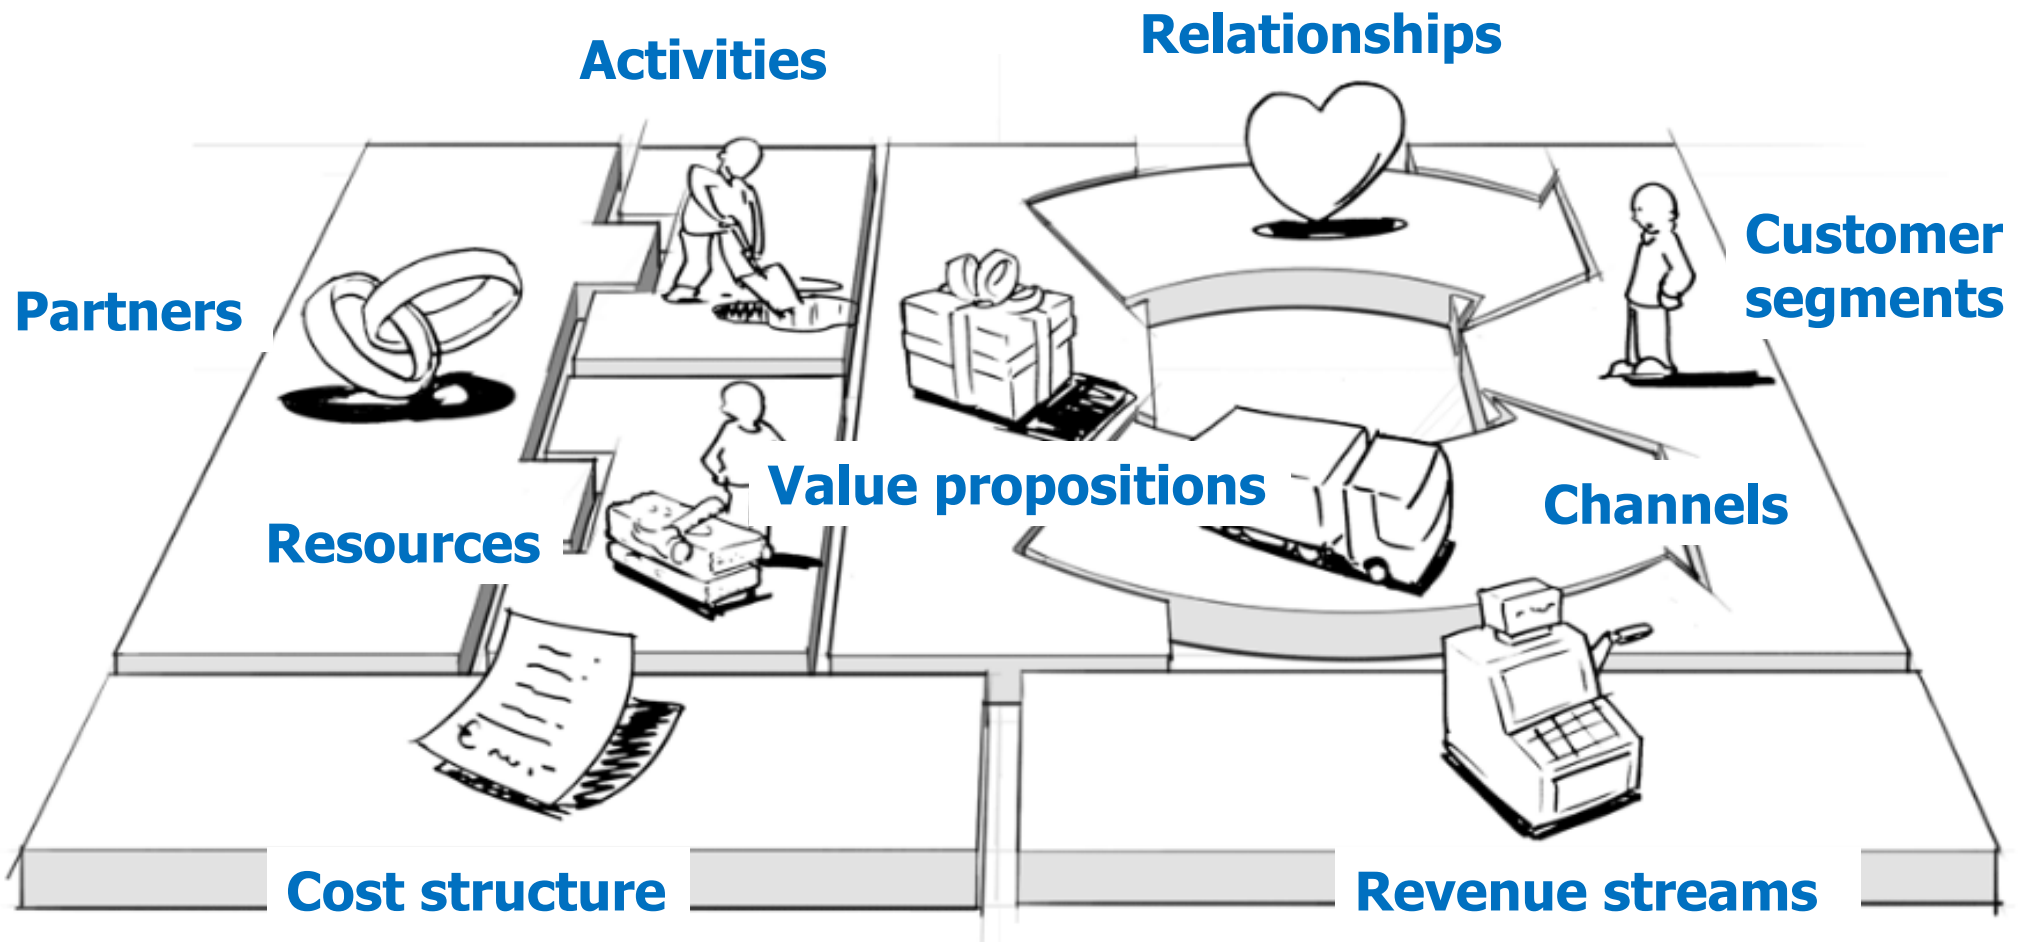 Relationships
Activities
Customer
segments
Partners
Value propositions
Channels
Resources
€
Cost structure
Revenue streams